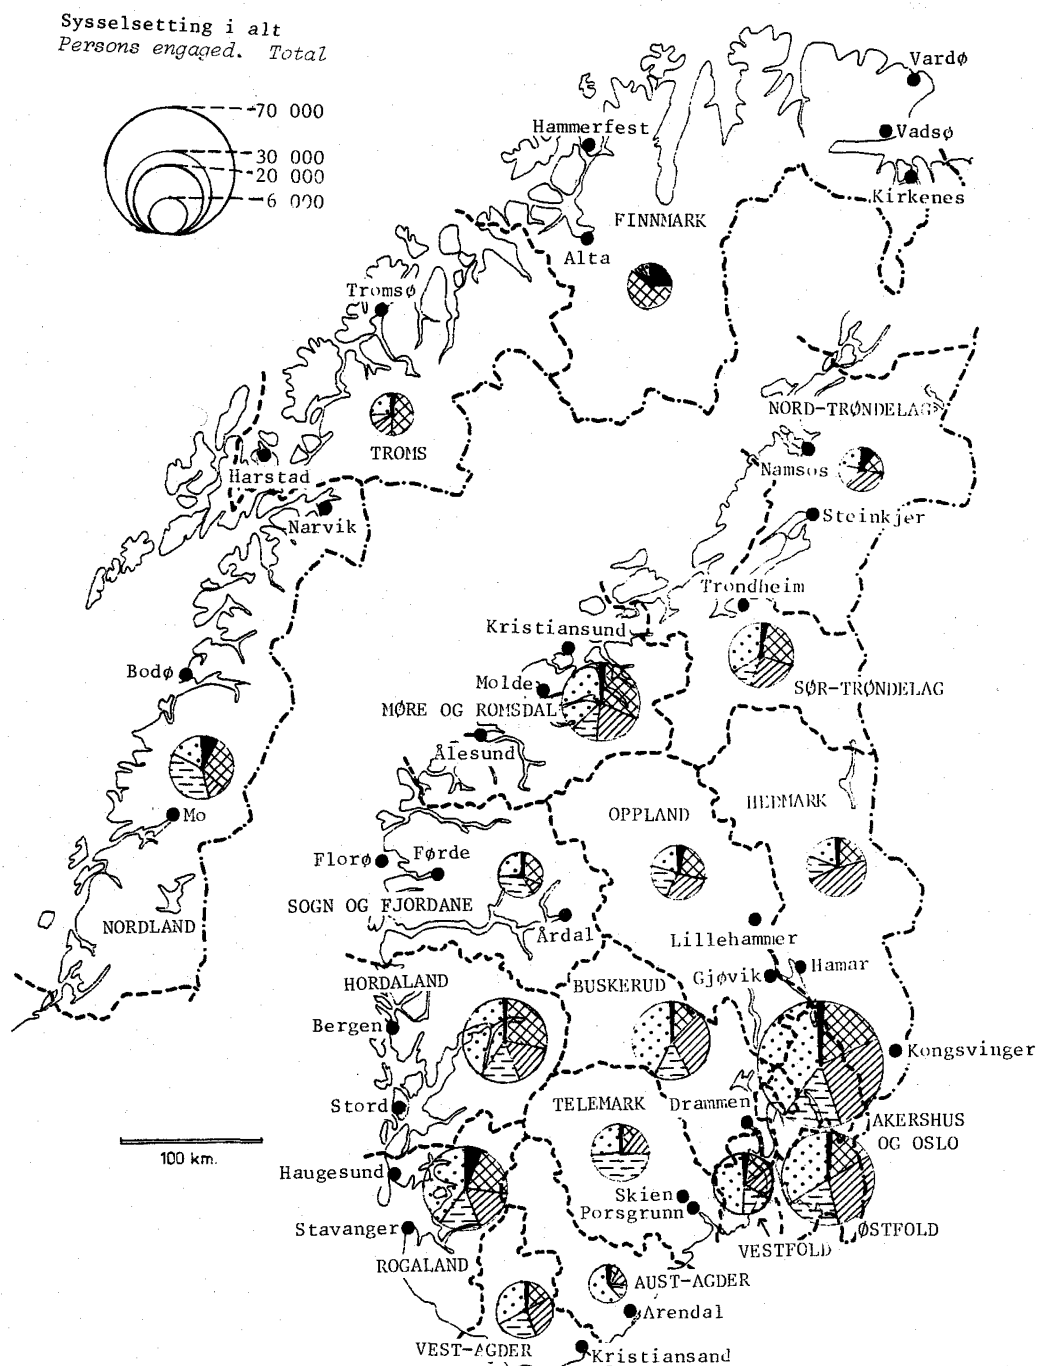 Sysselsetting i alt
Persons engaged. Total
70 000
30 000
20 000
6 000
Vardø
Hammerfest
Vadsø
Kirkenes
FINNMARK
Alta
Tromsø
NORD-TRØNDELAG
TROMS
Namsos
Harstad
Narvik
Steinkjer
Trondheim
Kristiansund
Bodø
Molde
SØR-TRØNDELAG
MØRE OG ROMSDAL
Ålesund
HEDMARK
OPPLAND
Mo
Florø
Førde
SOGN OG FJORDANE
NORDLAND
Årdal
Lillehammer
Hamar
Gjøvik
HORDALAND
BUSKERUD
Bergen
Kongsvinger
Stord
TELEMARK
Drammen
AKERSHUS
OG OSLO
100 km.
Haugesund
Skien
Porsgrunn
Stavanger
ØSTFOLD
VESTFOLD
ROGALAND
AUST-AGDER
Arendal
VEST-AGDER
Kristiansand